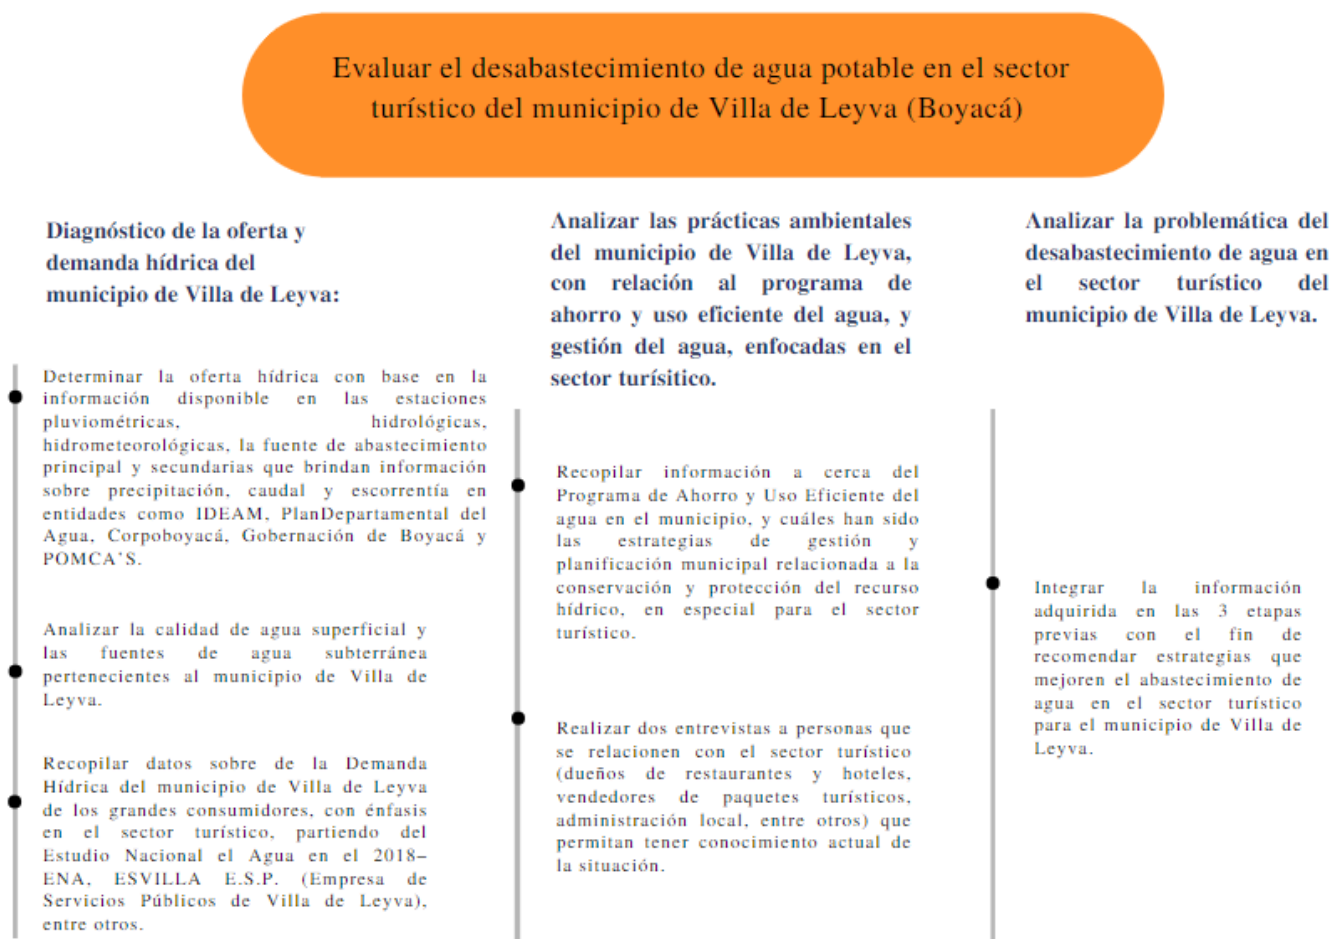 Evaluar el desabastecimiento de agua potable en el sector
turístico del municipio de Villa de Leyva (Boyacá)
Diagnóstico de la oferta y
demanda hídrica del
municipio de Villa de Leyva:
Determinar la oferta hídrica con base en la
información disponible en las estaciones
pluviométricas, hidrológicas,
hidrometeorológicas, la fuente de abastecimiento
principal y secundarias que brindan información
sobre precipitación, caudal y escorrentía en
entidades como IDEAM, PlanDepartamental del
Agua, Corpoboyacá, Gobernación de Boyacá y
POMCA'S.
Analizar la calidad de agua superficial y
las fuentes de agua subterránea
pertenecientes al municipio de Villa de
Leyva.
Recopilar datos sobre de la Demanda
Hídrica del municipio de Villa de Leyva
de los grandes consumidores, con énfasis
en el sector turístico, partiendo del
Estudio Nacional el Agua en el 2018–
ENA, ESVILLA E.S.P. (Empresa de
Servicios Públicos de Villa de Leyva),
entre otros.
Analizar las prácticas ambientales
del municipio de Villa de Leyva,
con relación al programa de
ahorro y uso eficiente del agua, y
gestión del agua, enfocadas en el
sector turísitico.
Recopilar información a cerca del
Programa de Ahorro y Uso Eficiente del
agua en el municipio, y cuáles han sido
las estrategias de gestión y
planificación municipal relacionada a la
conservación y protección del recurso
hídrico, en especial para el sector
turístico.
Realizar dos entrevistas a personas que
se relacionen con el sector turístico
(dueños de restaurantes y hoteles,
vendedores de paquetes turísticos,
administración local, entre otros) que
permitan tener conocimiento actual de
la situación.
Analizar la problemática del
desabastecimiento de agua en
el sector turístico del
municipio de Villa de Leyva.
Integrar la información
adquirida en las 3 etapas
previas con el fin de
recomendar estrategias que
mejoren el abastecimiento de
agua en el sector turístico
para el municipio de Villa de
Leyva.